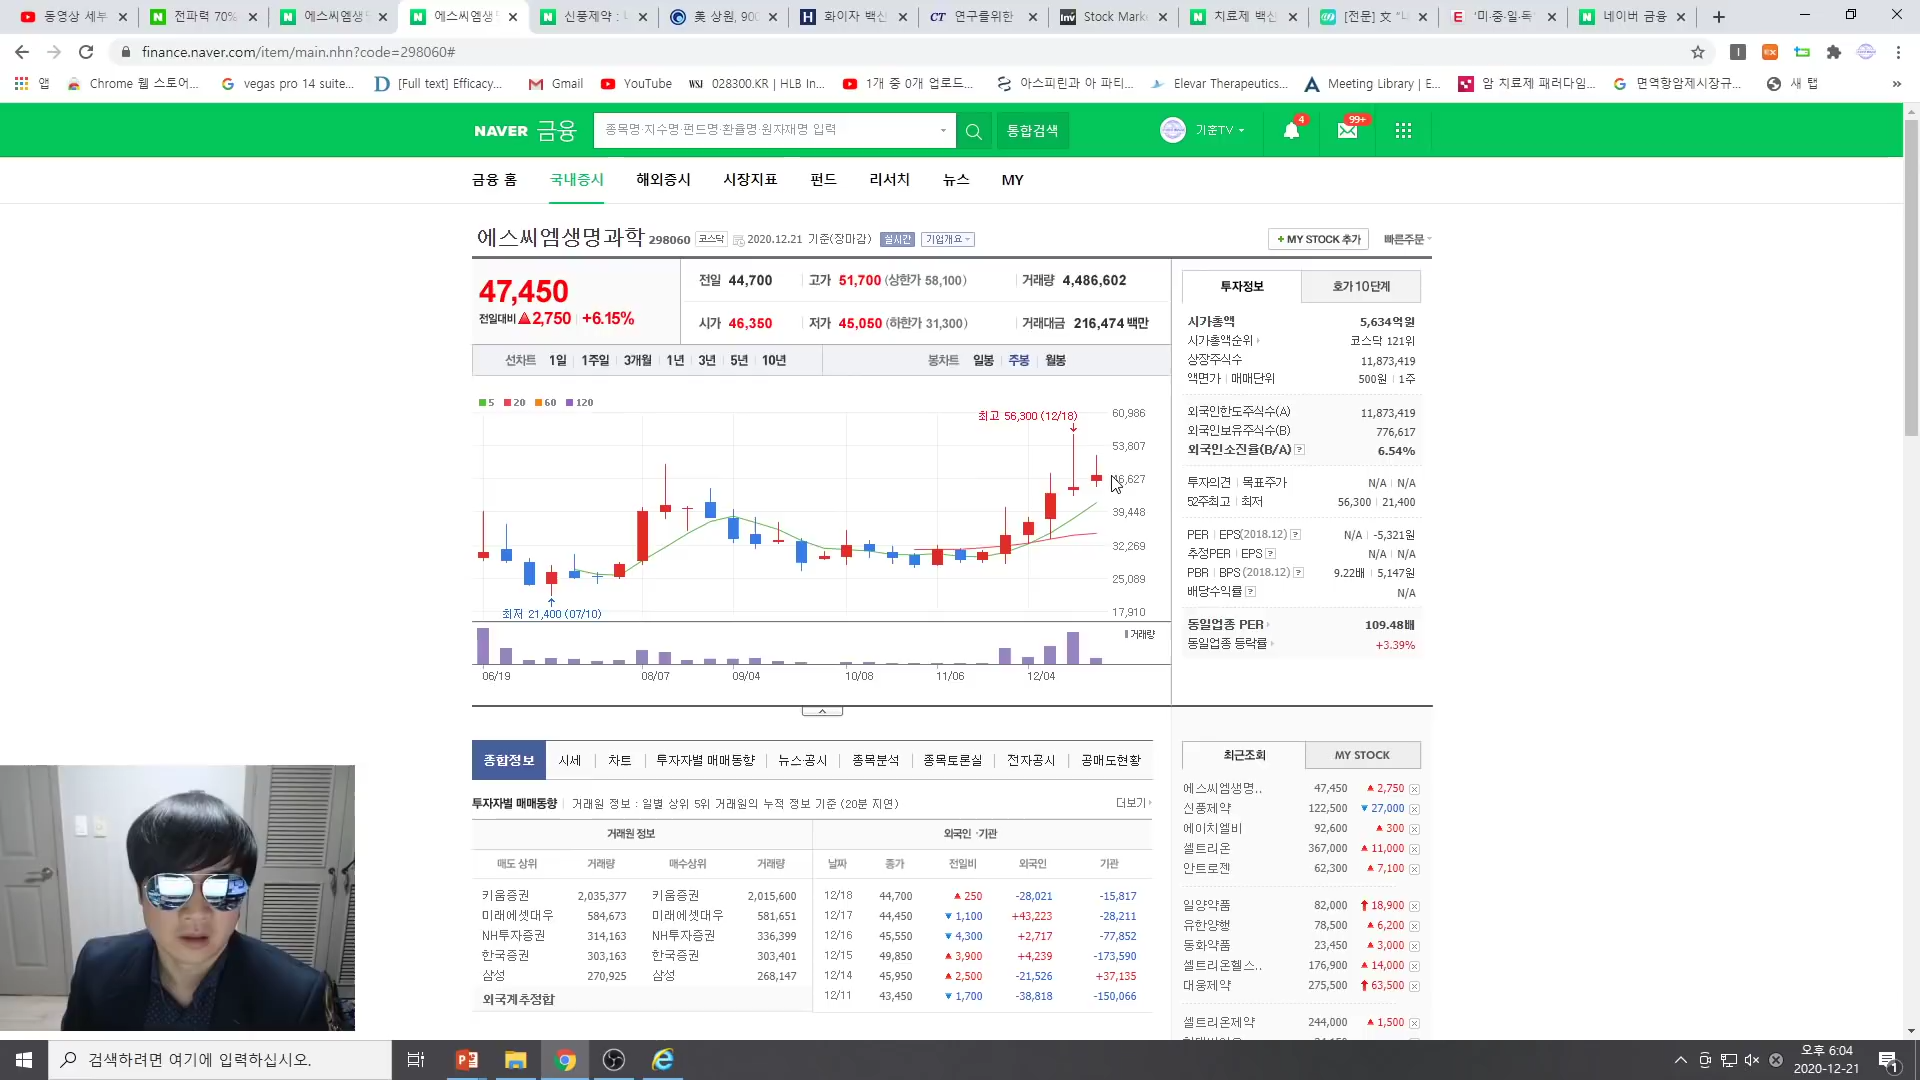 동영상 세부
전파력 70%
에스씨엠생
에스씨엠생
신풍제약 :
美 상원, 900
화이자 백신
CT 연구를위한
Stock Mark
치료제 백신
[전문] 文 "내
'미·중·일·독'
네이버 금융
finance.naver.com/item/main.nhn?code=298060#
앱
Chrome 웹 스토어...
vegas pro 14 suite...
[Full text] Efficacy...
Gmail
YouTube
WSJ 028300.KR | HLB In...
1개 중 0개 업로드...
아스피린과 아 파티...
Elevar Therapeutics...
Meeting Library | E...
암 치료제 패러다임...
면역항암제시장규...
새 탭
NAVER 금융
종목명·지수명·펀드명·환율명·원자재명 입력
통합검색
기훈TV
4
99+
금융 홈 국내증시 해외증시 시장지표 펀드 리서치 뉴스 MY
에스씨엠생명과학 298060 코스닥 2020.12.21 기준(장마감) 실시간 기업개요
+ MY STOCK 추가 빠른주문
47,450
전일대비 ▲2,750 +6.15%
전일 44,700 고가 51,700 (상한가 58,100) 거래량 4,486,602
시가 46,350 저가 45,050 (하한가 31,300) 거래대금 216,474 백만
선차트 1일 1주일 3개월 1년 3년 5년 10년 봉차트 일봉 주봉 월봉
5 20 60 120
최고 56,300 (12/18)
최저 21,400 (07/10)
60,986
53,807
46,627
39,448
32,269
25,089
17,910
거래량
06/19 08/07 09/04 10/08 11/06 12/04
투자정보 호가 10단계
시가총액 5,634억원
시가총액순위 코스닥 121위
상장주식수 11,873,419
액면가 | 매매단위 500원 | 1주
외국인한도주식수(A) 11,873,419
외국인보유주식수(B) 776,617
외국인소진율(B/A) ? 6.54%
투자의견 | 목표주가 N/A | N/A
52주최고 | 최저 56,300 | 21,400
PER | EPS(2018.12) ? N/A | -5,321원
추정PER | EPS ? N/A | N/A
PBR | BPS (2018.12) ? 9.22배 | 5,147원
배당수익률 ? N/A
동일업종 PER 109.48배
동일업종 등락률 +3.39%
종합정보 시세 차트 투자자별 매매동향 뉴스·공시 종목분석 종목토론실 전자공시 공매도현황
투자자별 매매동향 거래원 정보 : 일별 상위 5위 거래원의 누적 정보 기준 (20분 지연) 더보기
거래원 정보
매도 상위 거래량 매수상위 거래량
키움증권 2,035,377 키움증권 2,015,600
미래에셋대우 584,673 미래에셋대우 581,651
NH투자증권 314,163 NH투자증권 336,399
한국증권 303,163 한국증권 303,401
삼성 270,925 삼성 268,147
외국계추정합
외국인·기관
날짜 종가 전일비 외국인 기관
12/18 44,700 ▲ 250 -28,021 -15,817
12/17 44,450 ▼ 1,100 +43,223 -28,211
12/16 45,550 ▼ 4,300 +2,717 -77,852
12/15 49,850 ▲ 3,900 +4,239 -173,590
12/14 45,950 ▲ 2,500 -21,526 +37,135
12/11 43,450 ▼ 1,700 -38,818 -150,066
최근조회 MY STOCK
에스씨엠생명.. 47,450 ▲ 2,750
신풍제약 122,500 ▼ 27,000
에이치엘비 92,600 ▲ 300
셀트리온 367,000 ▲ 11,000
안트로젠 62,300 ▲ 7,100
일양약품 82,000 ↑ 18,900
유한양행 78,500 ▲ 6,200
동화약품 23,450 ▲ 3,000
셀트리온헬스.. 176,900 ▲ 14,000
대웅제약 275,500 ↑ 63,500
셀트리온제약 244,000 ▲ 1,500
검색하려면 여기에 입력하십시오.
오후 6:04
2020-12-21
1